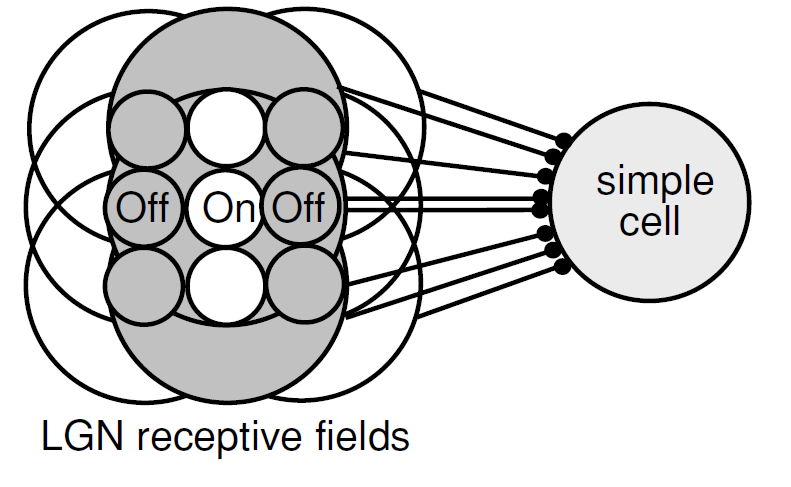 simple
cell
Off On Off
LGN receptive fields